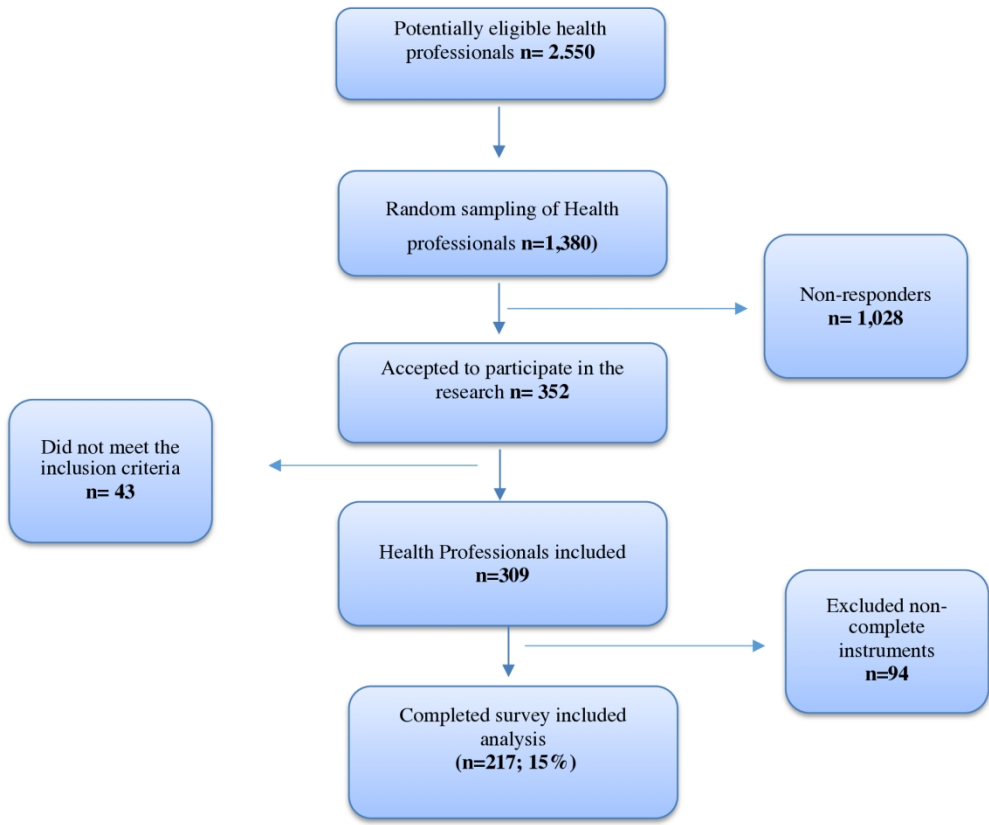 Potentially eligible health
professionals n= 2.550
Random sampling of Health
professionals n=1,380)
Non-responders
n= 1,028
Accepted to participate in the
research n= 352
Did not meet the
inclusion criteria
n= 43
Health Professionals included
n=309
Excluded non-
complete
instruments
n=94
Completed survey included
analysis
(n=217; 15%)